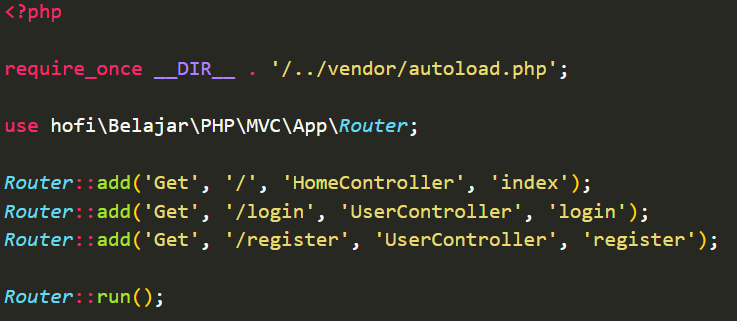 <?php
require_once __DIR__ . '/../vendor/autoload.php';
use hofi\Belajar\PHP\MVC\App\Router;
Router::add('Get', '/', 'HomeController', 'index');
Router::add('Get', '/login', 'UserController', 'login');
Router::add('Get', '/register', 'UserController', 'register');
Router::run();